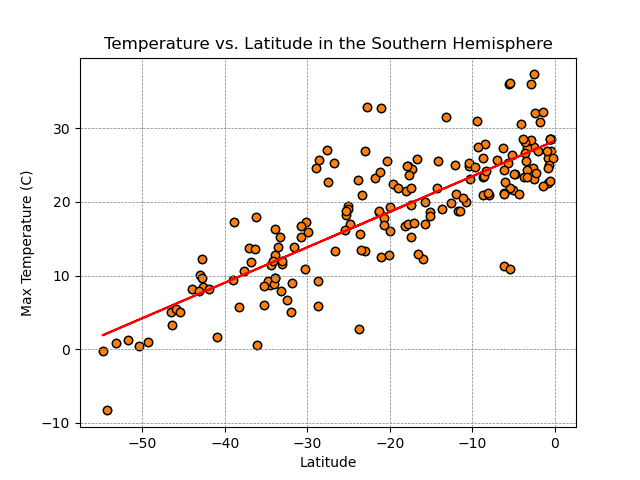 Temperature vs. Latitude in the Southern Hemisphere
Max Temperature (C)
30
20
10
0
−10
−50 −40 −30 −20 −10 0
Latitude